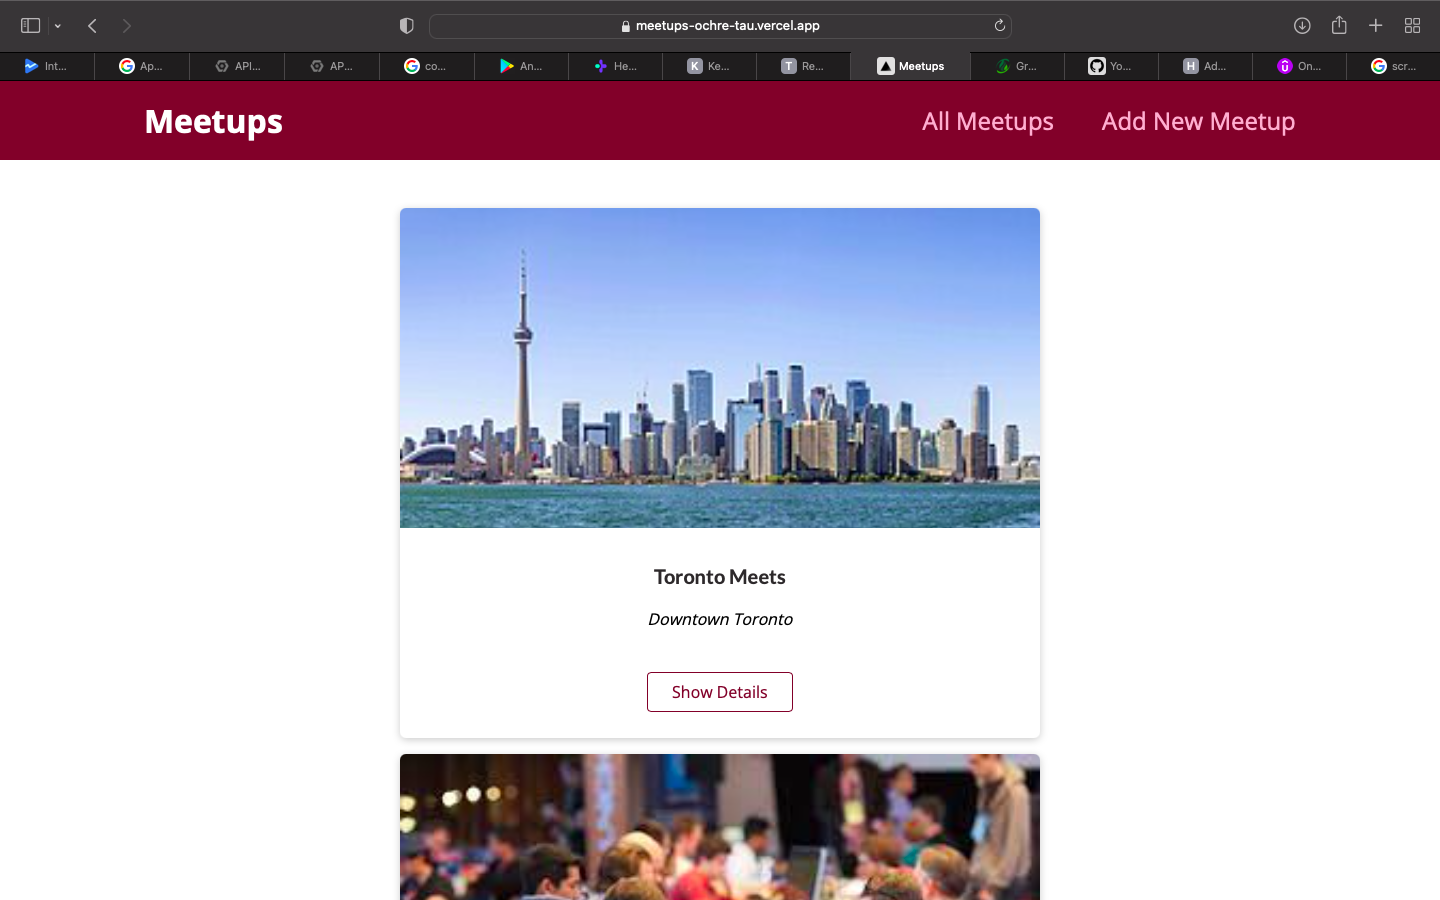 meetups-ochre-tau.vercel.app
Int...
Ap...
API...
AP...
co...
An...
He...
K Ke...
T Re...
Meetups
Gr...
Yo...
H Ad...
On...
scr...
Meetups
All Meetups
Add New Meetup
Toronto Meets
Downtown Toronto
Show Details